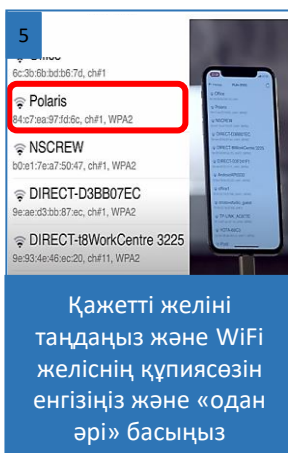 5
Office
6c:3b:6b:bd:b6:7d, ch#1
Polaris
84:c7:ea:97:fd:6c, ch#1, WPA2
NSCREW
b0:e1:7e:a7:50:47, ch#1, WPA2
DIRECT-D3BB07EC
9e:ae:d3:bb:87:ec, ch#1, WPA2
DIRECT-t8WorkCentre 3225
9e:93:4e:46:ec:20, ch#11, WPA2
Қажетті желіні
таңдаңыз және WiFi
желіснің құпиясөзін
енгізіңіз және «одан
әрі» басыңыз